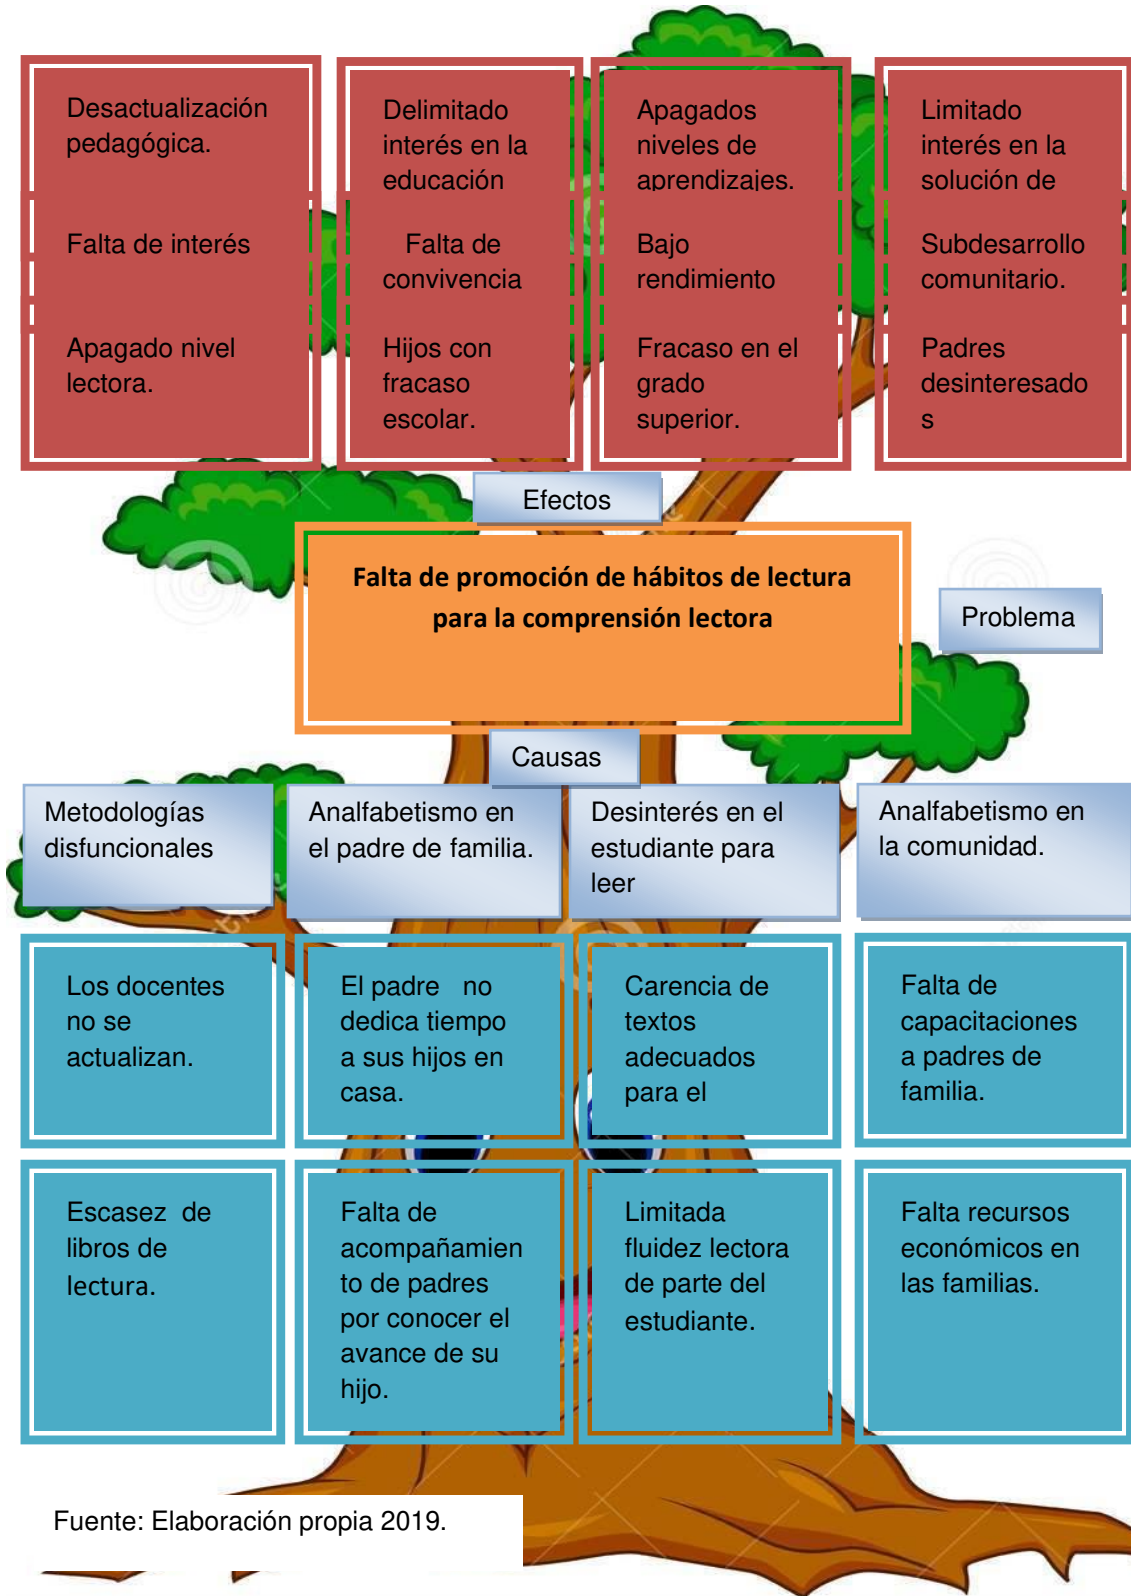 Desactualización
pedagógica.
Delimitado
interés en la
educación
Apagados
niveles de
aprendizajes.
Limitado
interés en la
solución de
Falta de interés
Falta de
convivencia
Bajo
rendimiento
Subdesarrollo
comunitario.
Apagado nivel
lectora.
Hijos con
fracaso
escolar.
Fracaso en el
grado
superior.
Padres
desinteresado
s
Efectos
Falta de promoción de hábitos de lectura
para la comprensión lectora
Problema
Causas
Metodologías
disfuncionales
Analfabetismo en
el padre de familia.
Desinterés en el
estudiante para
leer
Analfabetismo en
la comunidad.
Los docentes
no se
actualizan.
El padre no
dedica tiempo
a sus hijos en
casa.
Carencia de
textos
adecuados
para el
Falta de
capacitaciones
a padres de
familia.
Escasez de
libros de
lectura.
Falta de
acompañamien
to de padres
por conocer el
avance de su
hijo.
Limitada
fluidez lectora
de parte del
estudiante.
Falta recursos
económicos en
las familias.
Fuente: Elaboración propia 2019.